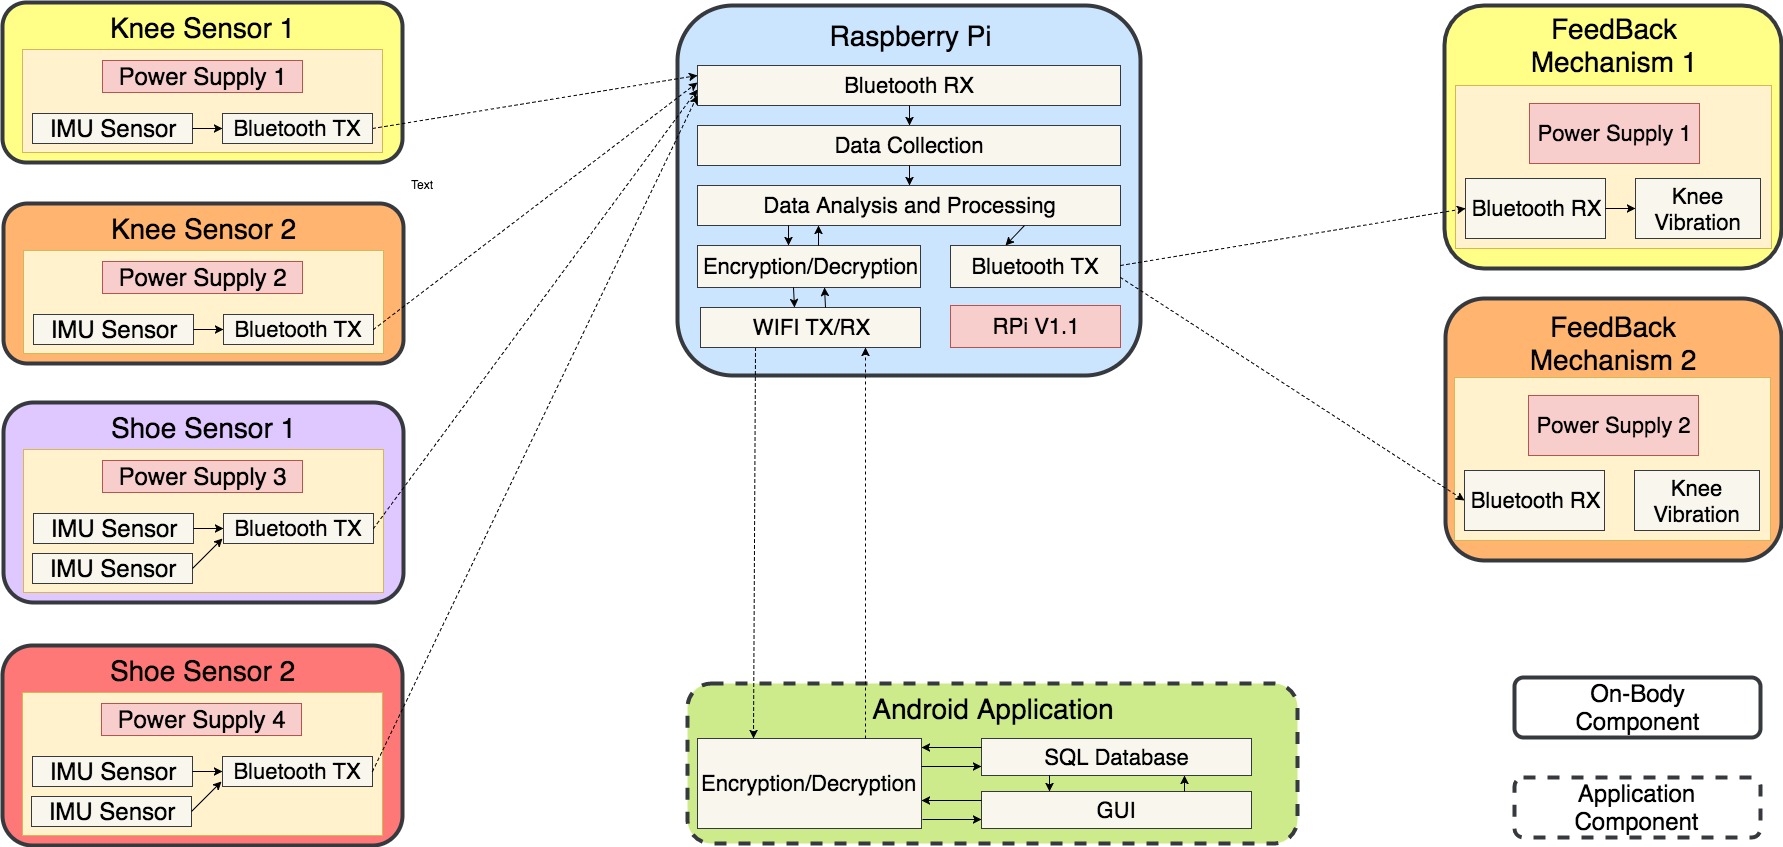 Knee Sensor 1
Power Supply 1
IMU Sensor
Bluetooth TX
Text
Knee Sensor 2
Power Supply 2
IMU Sensor
Bluetooth TX
Shoe Sensor 1
Power Supply 3
IMU Sensor
Bluetooth TX
IMU Sensor
Shoe Sensor 2
Power Supply 4
IMU Sensor
Bluetooth TX
IMU Sensor
Raspberry Pi
Bluetooth RX
Data Collection
Data Analysis and Processing
Encryption/Decryption
Bluetooth TX
WIFI TX/RX
RPi V1.1
Android Application
Encryption/Decryption
SQL Database
GUI
FeedBack
Mechanism 1
Power Supply 1
Bluetooth RX
Knee
Vibration
FeedBack
Mechanism 2
Power Supply 2
Bluetooth RX
Knee
Vibration
On-Body
Component
Application
Component